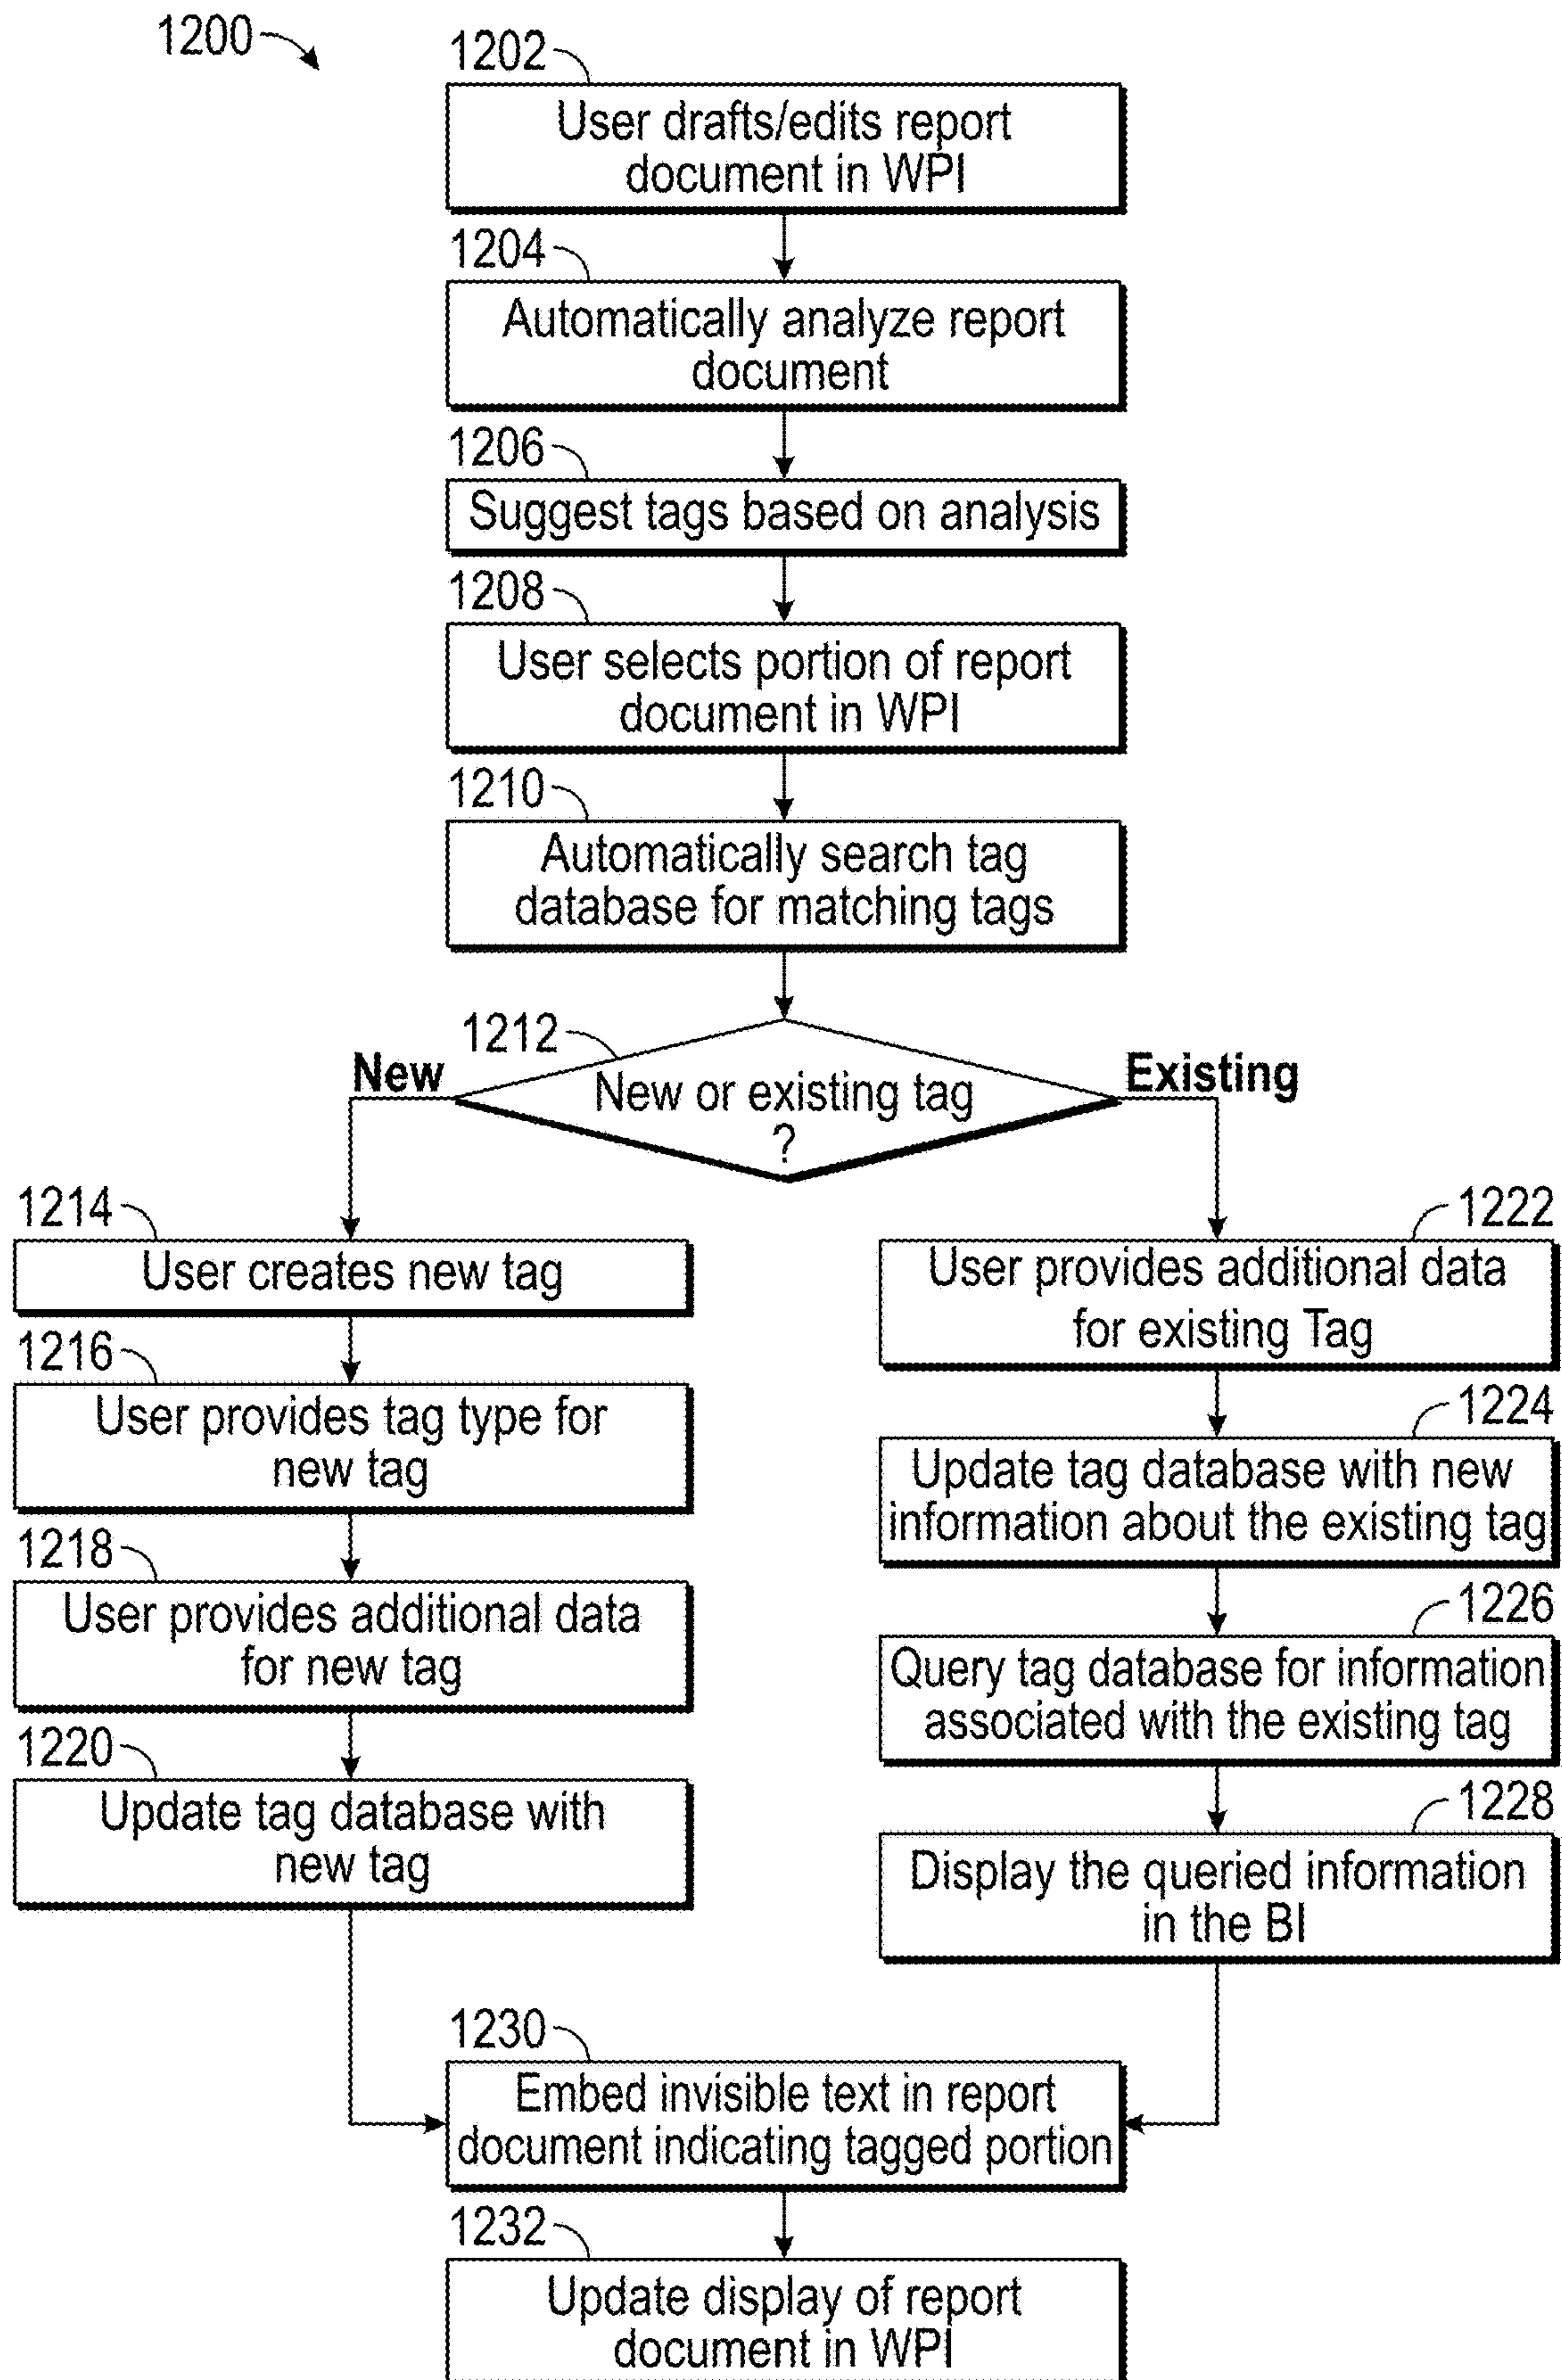 1200
1202
User drafts/edits report
document in WPI
1204
Automatically analyze report
document
1206
Suggest tags based on analysis
1208
User selects portion of report
document in WPI
1210
Automatically search tag
database for matching tags
1212
New or existing tag
?
New
Existing
1214
User creates new tag
1216
User provides tag type for
new tag
1218
User provides additional data
for new tag
1220
Update tag database with
new tag
1222
User provides additional data
for existing Tag
1224
Update tag database with new
information about the existing tag
1226
Query tag database for information
associated with the existing tag
1228
Display the queried information
in the BI
1230
Embed invisible text in report
document indicating tagged portion
1232
Update display of report
document in WPI